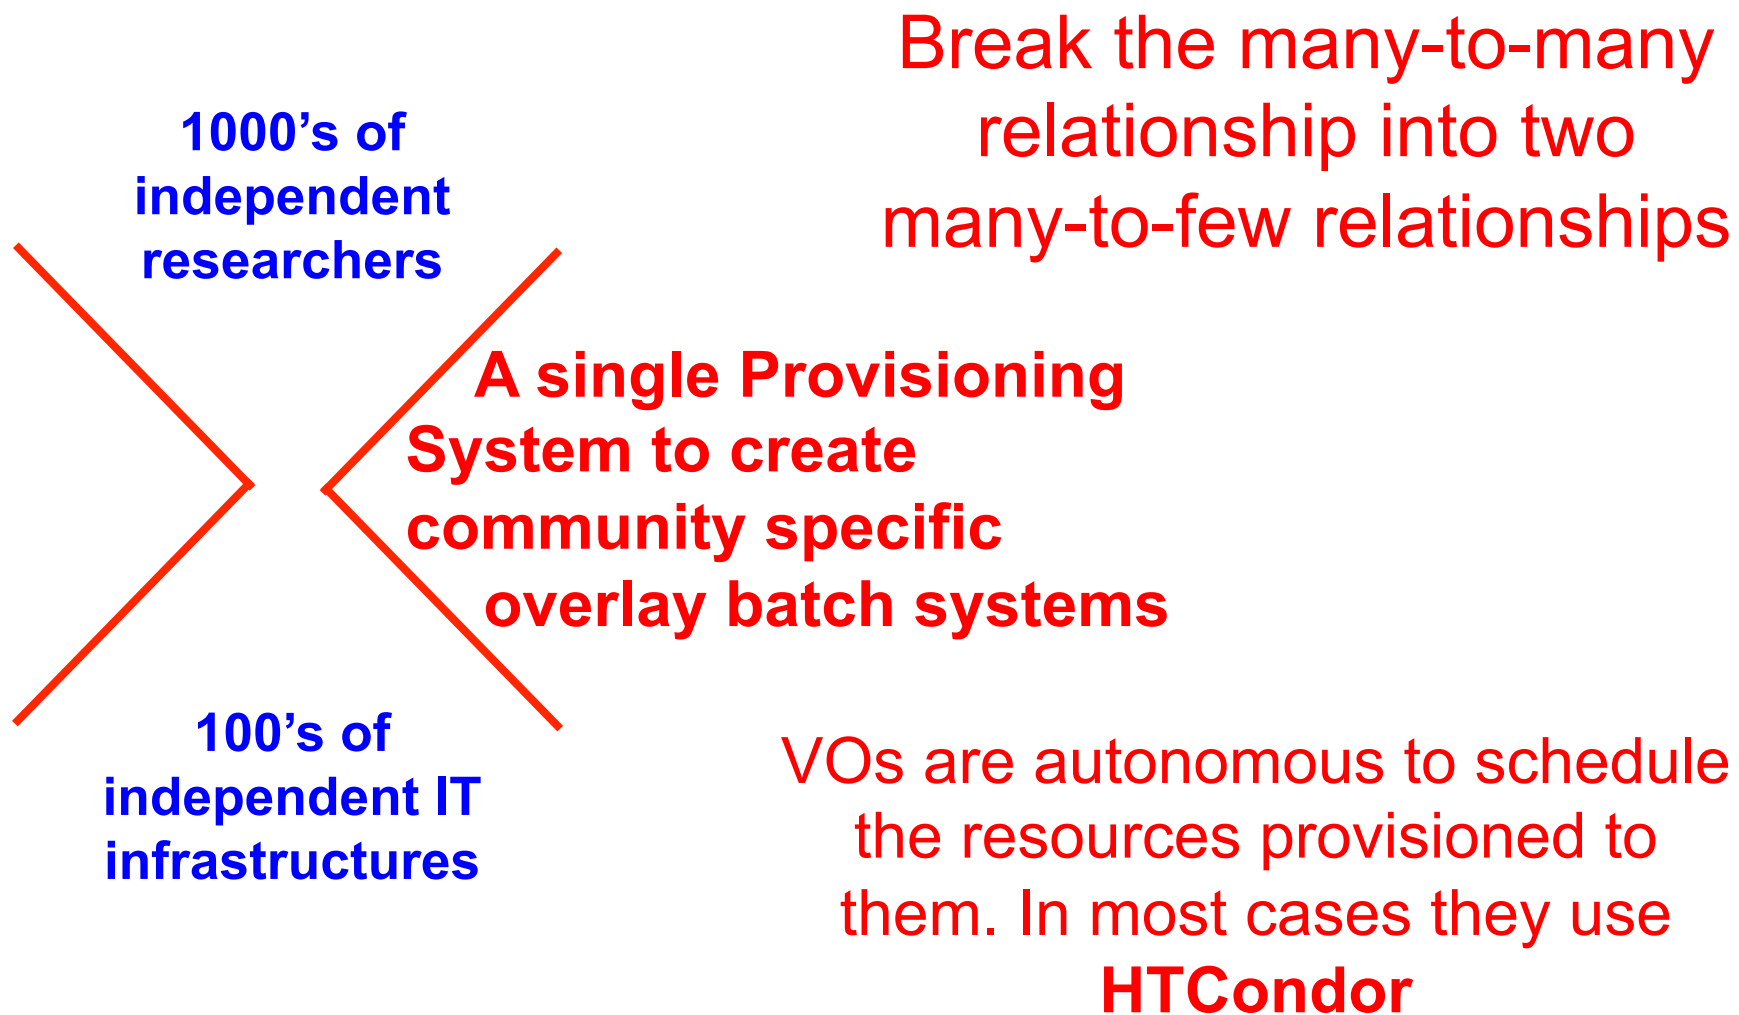 Break the many-to-many
relationship into two
many-to-few relationships
1000’s of
independent
researchers
A single Provisioning
System to create
community specific
overlay batch systems
100’s of
independent IT
infrastructures
VOs are autonomous to schedule
the resources provisioned to
them. In most cases they use
HTCondor